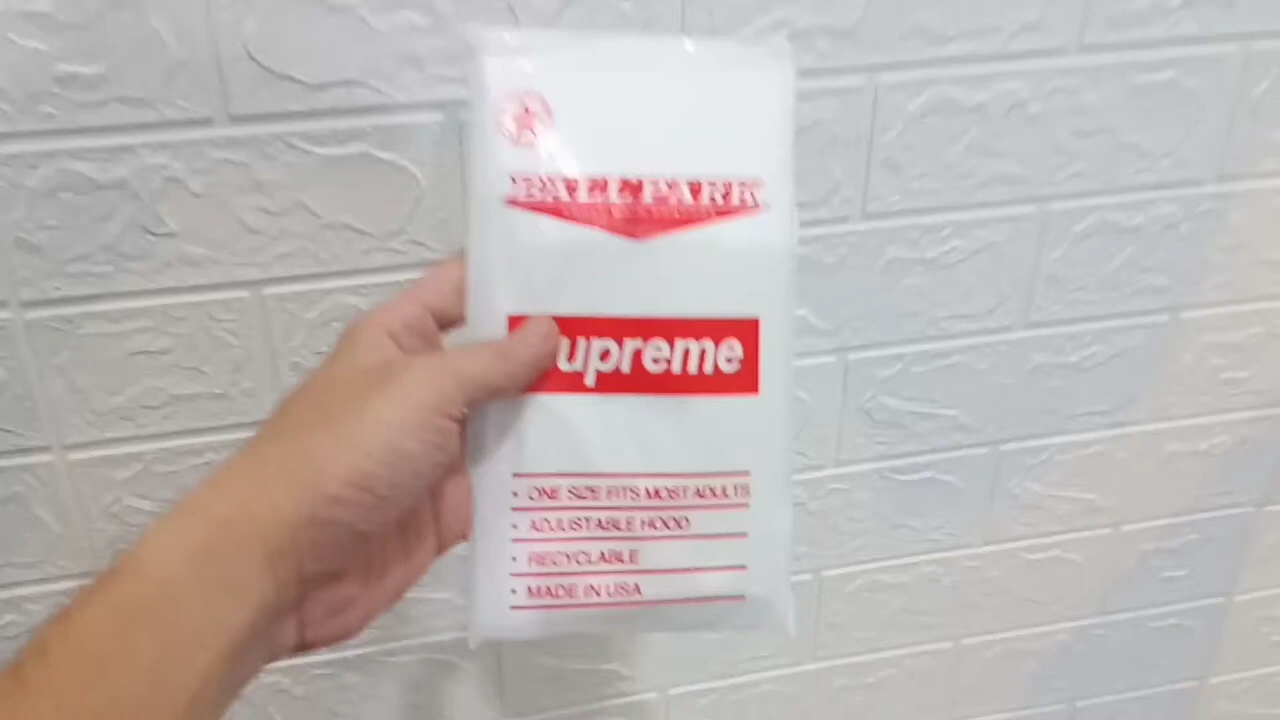 BALLPARK
upreme
• ONE SIZE FITS MOST ADULTS
• ADJUSTABLE HOOD
• RECYCLABLE
• MADE IN USA